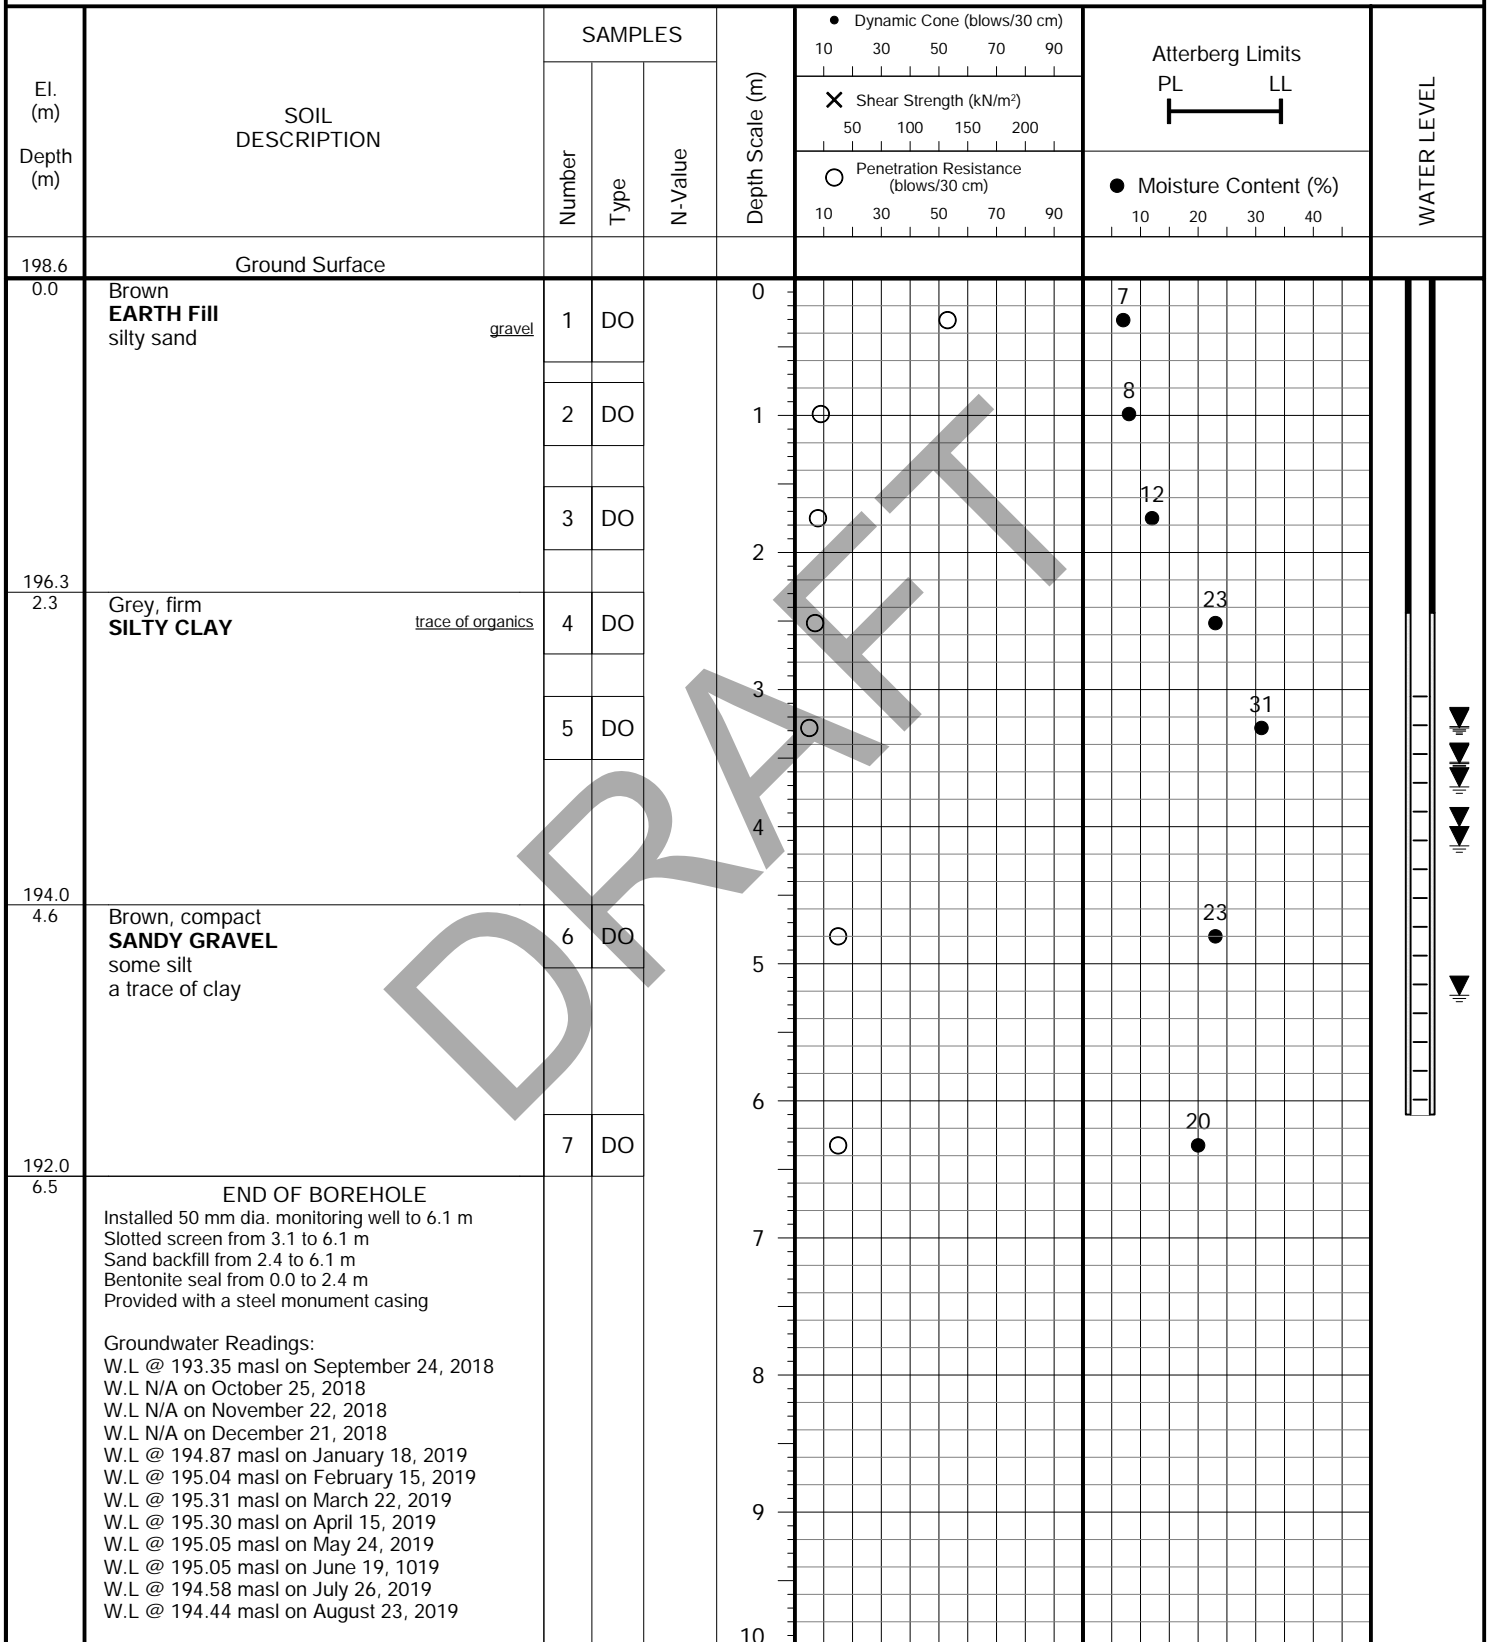 El.
(m)
Depth
(m)
SOIL
DESCRIPTION
SAMPLES
Number
Type
N-Value
Depth Scale (m)
Dynamic Cone (blows/30 cm)
10 30 50 70 90
Shear Strength (kN/m²)
50 100 150 200
Penetration Resistance
(blows/30 cm)
10 30 50 70 90
Atterberg Limits
PL LL
Moisture Content (%)
10 20 30 40
WATER LEVEL
198.6 Ground Surface
0.0 Brown
EARTH Fill
silty sand
gravel
1 DO
0
7
2 DO
1
8
3 DO
12
2
196.3
2.3 Grey, firm
SILTY CLAY
trace of organics
4 DO
23
3
5 DO
31
4
194.0
4.6 Brown, compact
SANDY GRAVEL
some silt
a trace of clay
6 DO
23
5
6
7 DO
20
192.0
6.5
END OF BOREHOLE
Installed 50 mm dia. monitoring well to 6.1 m
Slotted screen from 3.1 to 6.1 m
Sand backfill from 2.4 to 6.1 m
Bentonite seal from 0.0 to 2.4 m
Provided with a steel monument casing
7
Groundwater Readings:
W.L @ 193.35 masl on September 24, 2018
W.L N/A on October 25, 2018
W.L N/A on November 22, 2018
W.L N/A on December 21, 2018
W.L @ 194.87 masl on January 18, 2019
W.L @ 195.04 masl on February 15, 2019
W.L @ 195.31 masl on March 22, 2019
W.L @ 195.30 masl on April 15, 2019
W.L @ 195.05 masl on May 24, 2019
W.L @ 195.05 masl on June 19, 1019
W.L @ 194.58 masl on July 26, 2019
W.L @ 194.44 masl on August 23, 2019
8
9
10
DRAFT